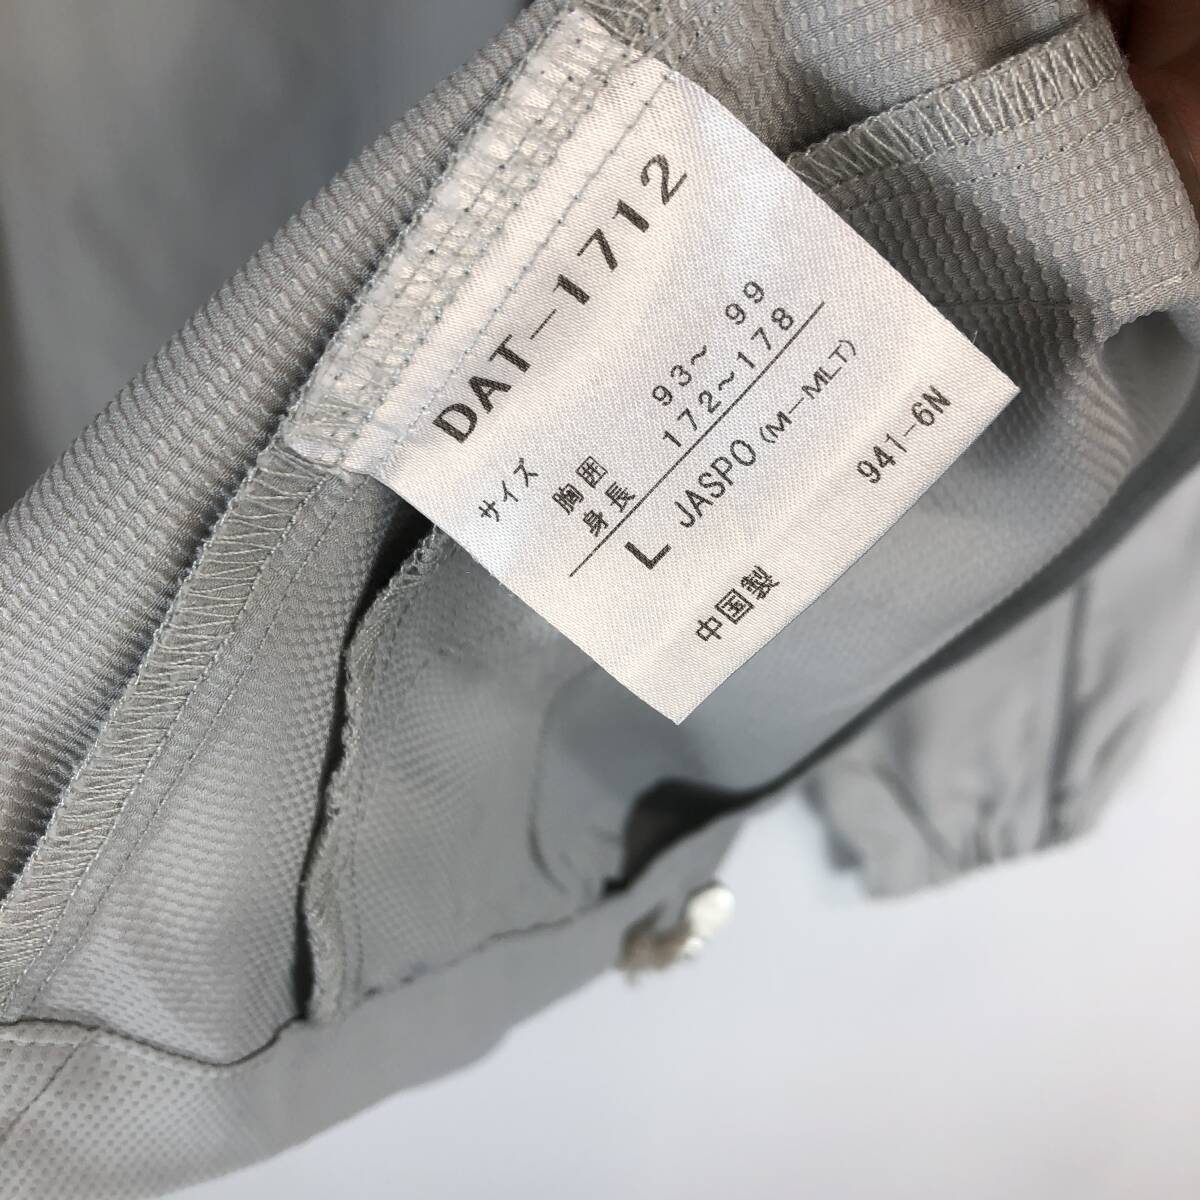 DAT-1712
サイズ
胸囲 93～ 99
身長 172～178
L JASPO (M-MLT)
941-6N
中国製